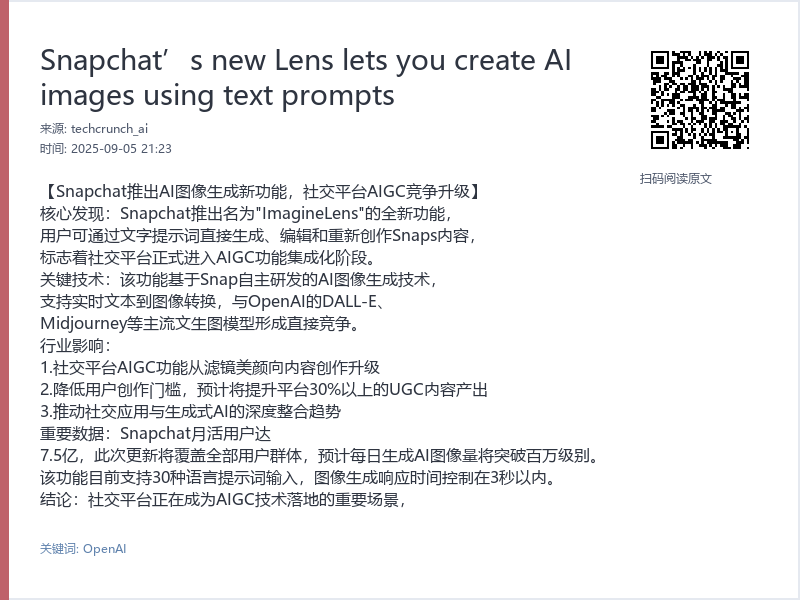 Snapchat’s new Lens lets you create AI
images using text prompts
来源: techcrunch_ai
时间: 2025-09-05 21:23
扫码阅读原文
【Snapchat推出AI图像生成新功能，社交平台AIGC竞争升级】
核心发现：Snapchat推出名为"ImagineLens"的全新功能，
用户可通过文字提示词直接生成、编辑和重新创作Snaps内容，
标志着社交平台正式进入AIGC功能集成化阶段。
关键技术：该功能基于Snap自主研发的AI图像生成技术，
支持实时文本到图像转换，与OpenAI的DALL-E、
Midjourney等主流文生图模型形成直接竞争。
行业影响：
1.社交平台AIGC功能从滤镜美颜向内容创作升级
2.降低用户创作门槛，预计将提升平台30%以上的UGC内容产出
3.推动社交应用与生成式AI的深度整合趋势
重要数据：Snapchat月活用户达
7.5亿，此次更新将覆盖全部用户群体，预计每日生成AI图像量将突破百万级别。
该功能目前支持30种语言提示词输入，图像生成响应时间控制在3秒以内。
结论：社交平台正在成为AIGC技术落地的重要场景，
关键词: OpenAI